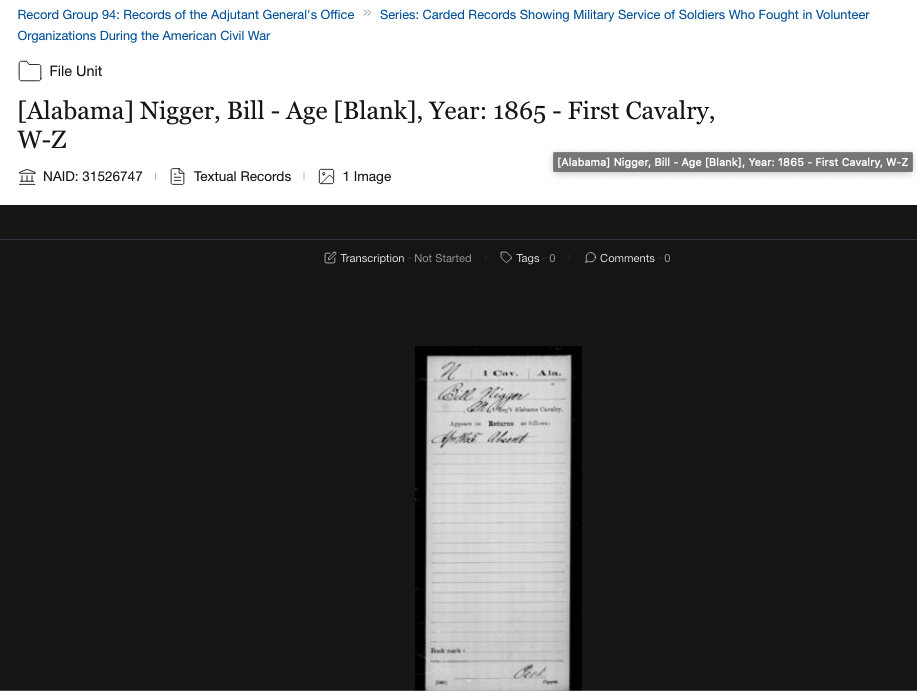 Record Group 94: Records of the Adjutant General's Office » Series: Carded Records Showing Military Service of Soldiers Who Fought in Volunteer
Organizations During the American Civil War
File Unit
[Alabama] Nigger, Bill - Age [Blank], Year: 1865 - First Cavalry,
W-Z
[Alabama] Nigger, Bill - Age [Blank], Year: 1865 - First Cavalry, W-Z
NAID: 31526747 | Textual Records | 1 Image
Transcription - Not Started | Tags - 0 | Comments - 0
N | 1 Cav. | Ala.
Bill Nigger
Reg't Alabama Cavalry.
Appears on Returns as follows:
Absent
Book mark:
Copyist.